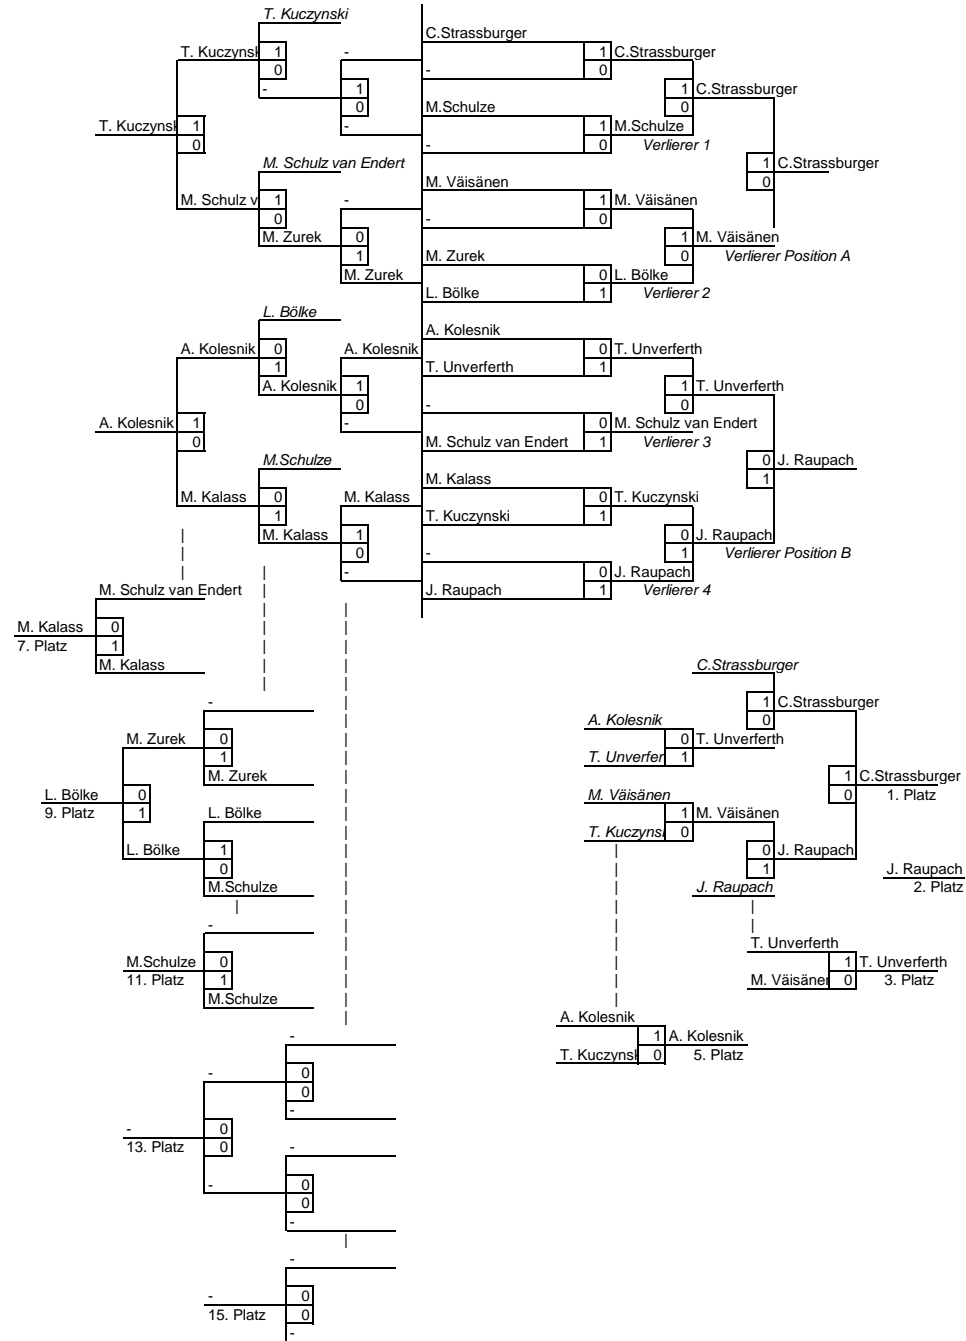 T. Kuczynski
C.Strassburger
T. Kuczynsk 1 - 1 C.Strassburger
0 - 0
- 1 1 C.Strassburger
0 M.Schulze 0
T. Kuczynsk 1 - 1 M.Schulze
0 - 0 Verlierer 1
M. Schulz van Endert 1 C.Strassburger
0
M. Väisänen
M. Schulz v 1 - 1 M. Väisänen
0 - 0
M. Zurek 0 1 M. Väisänen
1 M. Zurek 0 Verlierer Position A
M. Zurek 0 L. Bölke
L. Bölke 1 Verlierer 2
L. Bölke
A. Kolesnik
A. Kolesnik 0 A. Kolesnik 0 T. Unverferth
1 T. Unverferth 1
A. Kolesnik 1 1 T. Unverferth
0 - 0
A. Kolesnik 1 - 0 M. Schulz van Endert
0 M. Schulz van Endert 1 Verlierer 3
M.Schulze 0 J. Raupach
M. Kalass 1
M. Kalass 0 M. Kalass 0 T. Kuczynski
1 T. Kuczynski 1
M. Kalass 1 0 J. Raupach
| 0 - 1 Verlierer Position B
| | - 0 J. Raupach
M. Schulz van Endert J. Raupach 1 Verlierer 4
M. Kalass 0
7. Platz 1
M. Kalass
C.Strassburger
- 1 C.Strassburger
A. Kolesnik 0
M. Zurek 0 0 T. Unverferth
1 T. Unverfer 1
M. Zurek 1 C.Strassburger
L. Bölke 0 M. Väisänen 0 1. Platz
9. Platz 1 L. Bölke 1 M. Väisänen
T. Kuczynsl 0
L. Bölke 1 0 J. Raupach
0 1 J. Raupach
M.Schulze J. Raupach 2. Platz
-
T. Unverferth
M.Schulze 0 1 T. Unverferth
11. Platz 1 M. Väisäner 0 3. Platz
M.Schulze
A. Kolesnik
- 1 A. Kolesnik
T. Kuczynsk 0 5. Platz
- 0
0
-
- 0
13. Platz 0
-
- 0
0
-
-
- 0
15. Platz 0
-